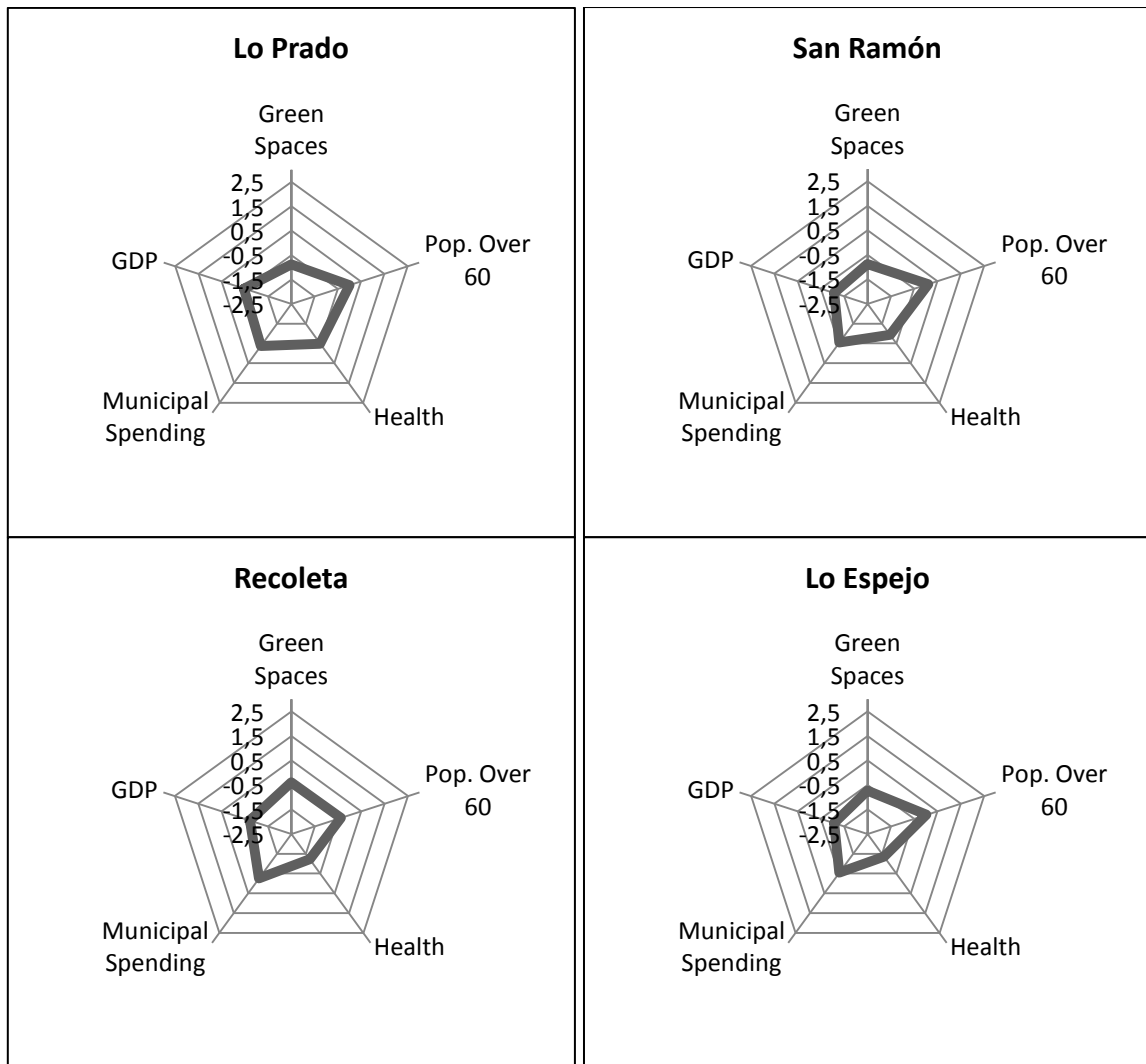 Lo Prado
Green
Spaces
2,5
1,5
0,5
-0,5
-1,5
-2,5
GDP
Pop. Over
60
Municipal
Spending
Health
San Ramón
Green
Spaces
2,5
1,5
0,5
-0,5
-1,5
-2,5
GDP
Pop. Over
60
Municipal
Spending
Health
Recoleta
Green
Spaces
2,5
1,5
0,5
-0,5
-1,5
-2,5
GDP
Pop. Over
60
Municipal
Spending
Health
Lo Espejo
Green
Spaces
2,5
1,5
0,5
-0,5
-1,5
-2,5
GDP
Pop. Over
60
Municipal
Spending
Health